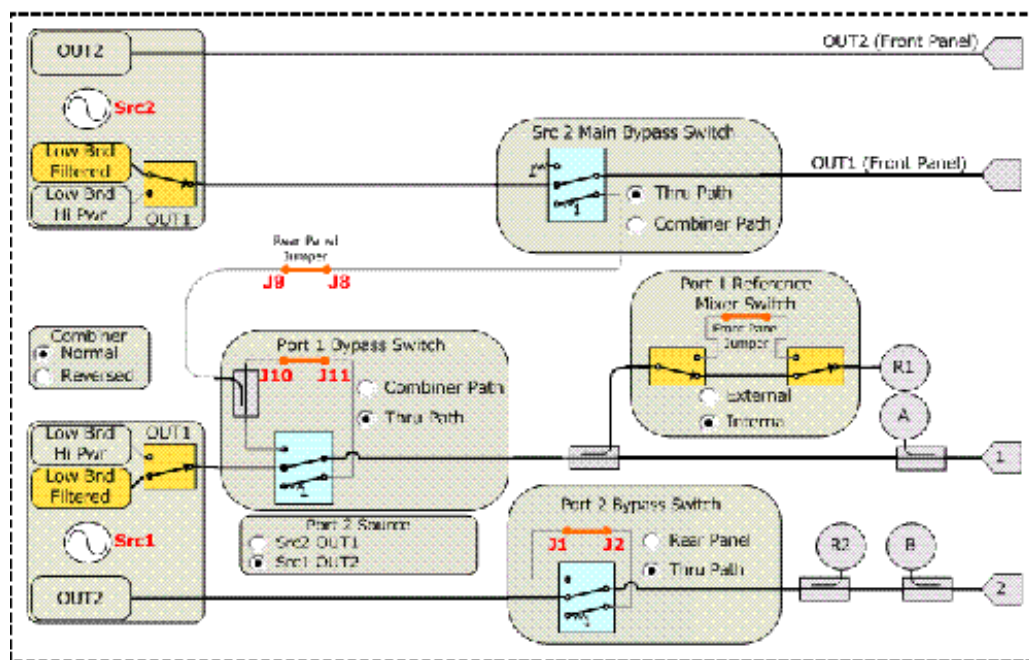 OUT2
OUT2 (Front Panel)
Src2
Low Bnd
Filtered
Low Bnd
Hi Pwr
OUT1
Src 2 Main Bypass Switch
Thru Path
Combiner Path
OUT1 (Front Panel)
Rear Panel
Jumper
J9
J8
Port 1 Reference
Mixer Switch
Front Panel
Jumper
External
Internal
R1
A
Combiner
Normal
Reversed
Port 1 Bypass Switch
J10
J11
Combiner Path
Thru Path
Low Bnd
Hi Pwr
OUT1
Low Bnd
Filtered
1
Src1
Port 2 Source
Src2 OUT1
Src1 OUT2
Port 2 Bypass Switch
J1
J2
Rear Panel
Thru Path
R2
B
OUT2
2